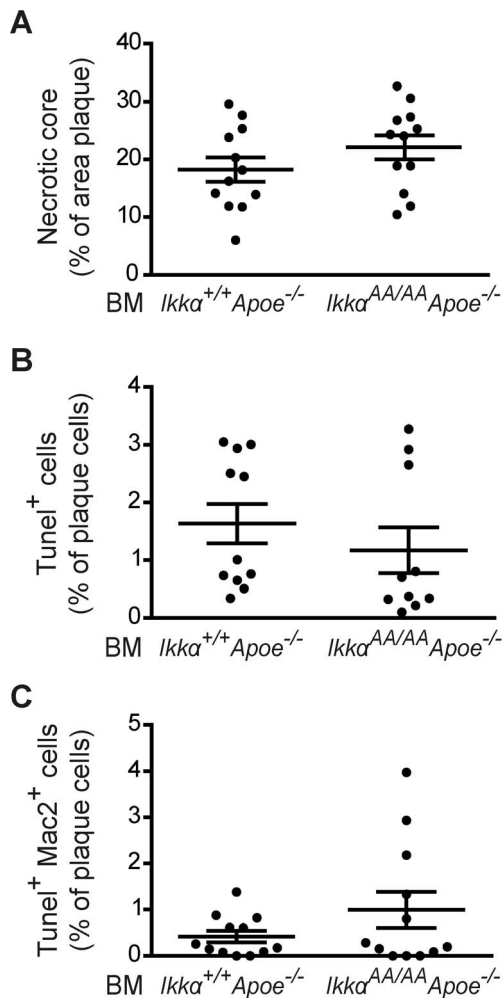 A
Necrotic core
(% of area plaque)
40
30
20
10
0
BM Ikkα+/+Apoe-/- IkkαAA/AAApoe-/-
B
Tunel+ cells
(% of plaque cells)
4
3
2
1
0
BM Ikkα+/+Apoe-/- IkkαAA/AAApoe-/-
C
Tunel+ Mac2+ cells
(% of plaque cells)
5
4
3
2
1
0
BM Ikkα+/+Apoe-/- IkkαAA/AAApoe-/-